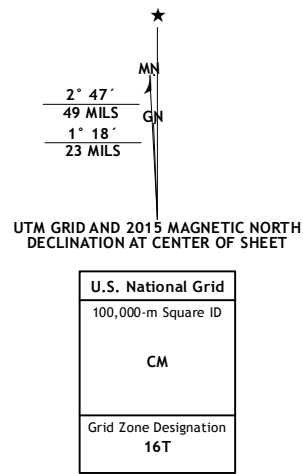 ★
MN
2° 47´
49 MILS
GN
1° 18´
23 MILS
UTM GRID AND 2015 MAGNETIC NORTH
DECLINATION AT CENTER OF SHEET
U.S. National Grid
100,000-m Square ID
CM
Grid Zone Designation
16T